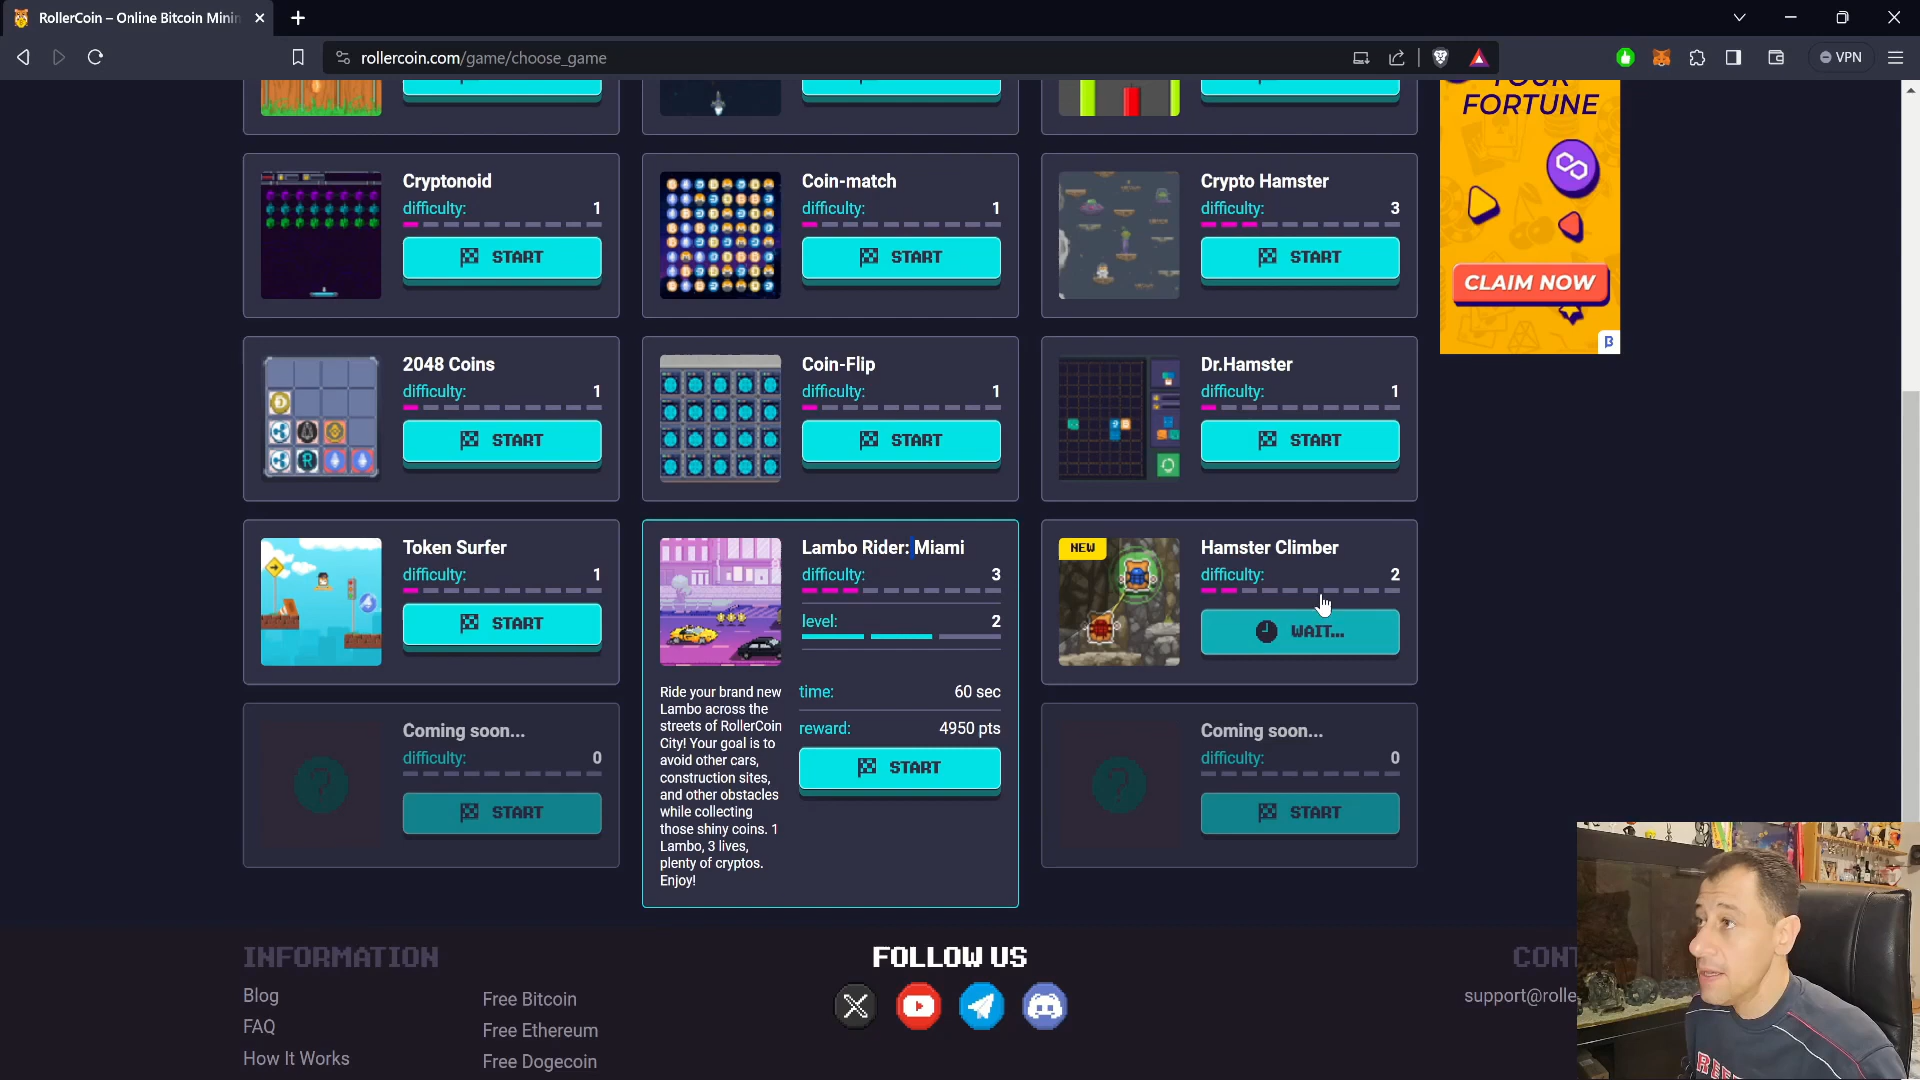 RollerCoin – Online Bitcoin Minin
rollercoin.com/game/choose_game
VPN
YOUR
FORTUNE
CLAIM NOW
Cryptonoid
difficulty: 1
START
Coin-match
difficulty: 1
START
Crypto Hamster
difficulty: 3
START
2048 Coins
difficulty: 1
START
Coin-Flip
difficulty: 1
START
Dr.Hamster
difficulty: 1
START
Token Surfer
difficulty: 1
START
Lambo Rider: Miami
difficulty: 3
level: 2
Ride your brand new
Lambo across the
streets of RollerCoin
City! Your goal is to
avoid other cars,
construction sites,
and other obstacles
while collecting
those shiny coins. 1
Lambo, 3 lives,
plenty of cryptos.
Enjoy!
time: 60 sec
reward: 4950 pts
START
NEW
Hamster Climber
difficulty: 2
WAIT...
Coming soon...
difficulty: 0
START
Coming soon...
difficulty: 0
START
INFORMATION
Blog
FAQ
How It Works
Free Bitcoin
Free Ethereum
Free Dogecoin
FOLLOW US
CONT
support@rolle